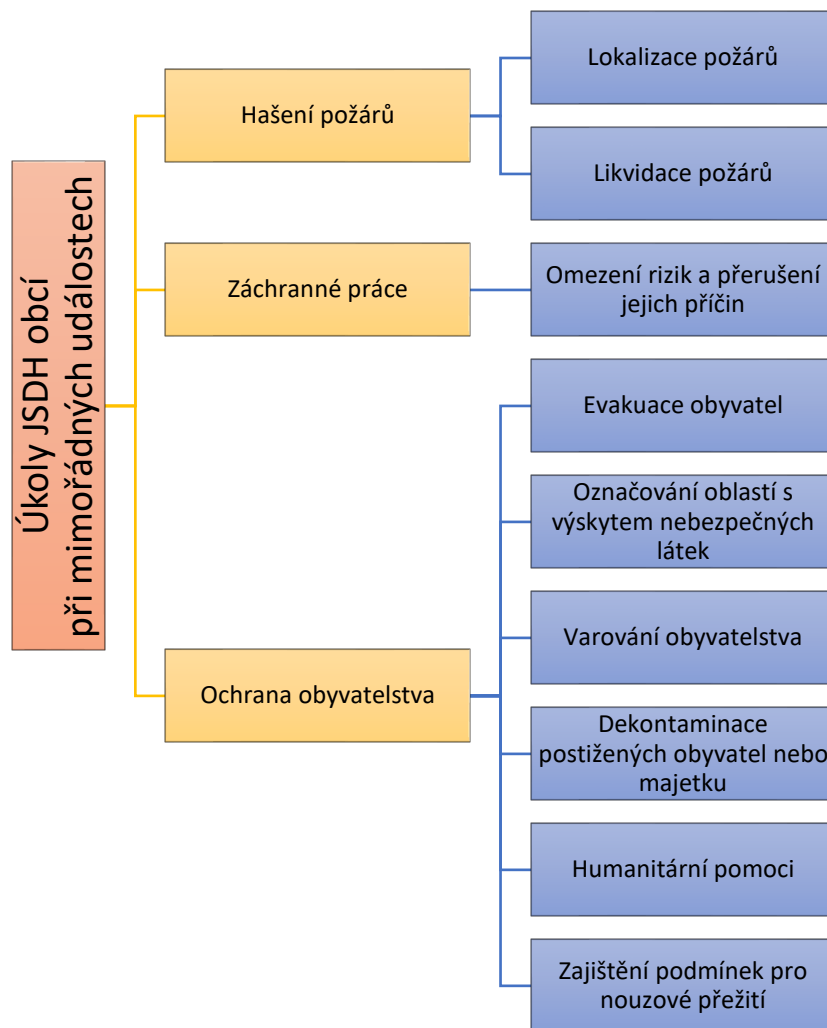 Úkoly JSDH obcí
při mimořádných událostech
Hašení požárů
Lokalizace požárů
Likvidace požárů
Záchranné práce
Omezení rizik a přerušení
jejich příčin
Ochrana obyvatelstva
Evakuace obyvatel
Označování oblastí s
výskytem nebezpečných
látek
Varování obyvatelstva
Dekontaminace
postižených obyvatel nebo
majetku
Humanitární pomoci
Zajištění podmínek pro
nouzové přežití